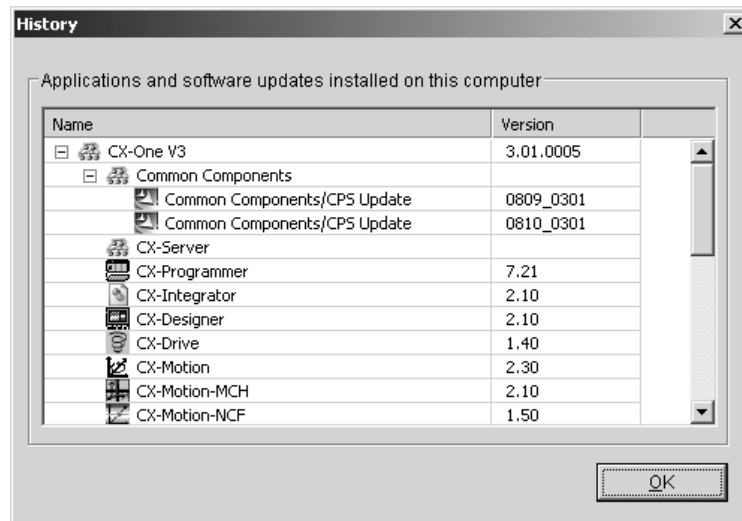 History
Applications and software updates installed on this computer
Name Version
CX-One V3 3.01.0005
Common Components
Common Components/CPS Update 0809_0301
Common Components/CPS Update 0810_0301
CX-Server
CX-Programmer 7.21
CX-Integrator 2.10
CX-Designer 2.10
CX-Drive 1.40
CX-Motion 2.30
CX-Motion-MCH 2.10
CX-Motion-NCF 1.50
OK